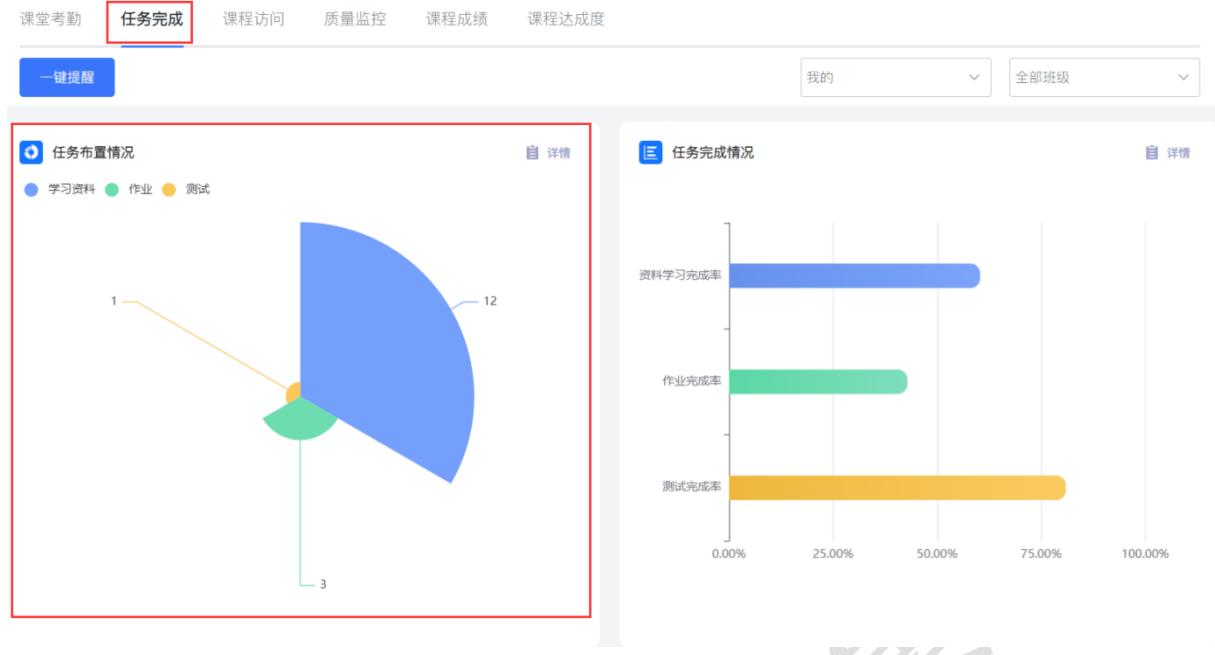 课堂考勤 任务完成 课程访问 质量监控 课程成绩 课程达成度
一键提醒 我的 全部班级
任务布置情况 详情
学习资料 作业 测试
1
12
3
任务完成情况 详情
资料学习完成率
作业完成率
测试完成率
0.00% 25.00% 50.00% 75.00% 100.00%